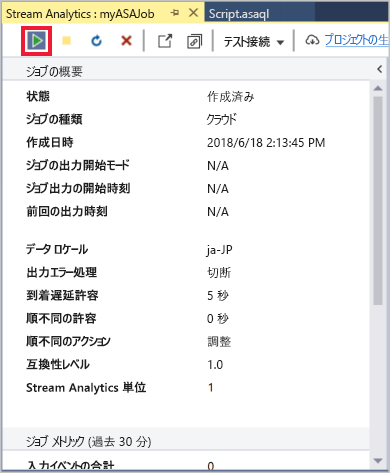 Stream Analytics : myASAJob
Script.asaql
テスト接続
プロジェクトの生
ジョブの概要
状態 作成済み
ジョブの種類 クラウド
作成日時 2018/6/18 2:13:45 PM
ジョブの出力開始モード N/A
ジョブ出力の開始時刻 N/A
前回の出力時刻 N/A
データ ロケール ja-JP
出力エラー処理 切断
到着遅延許容 5 秒
順不同の許容 0 秒
順不同のアクション 調整
互換性レベル 1.0
Stream Analytics 単位 1
ジョブ メトリック (過去 30 分)
入力イベントの合計 0